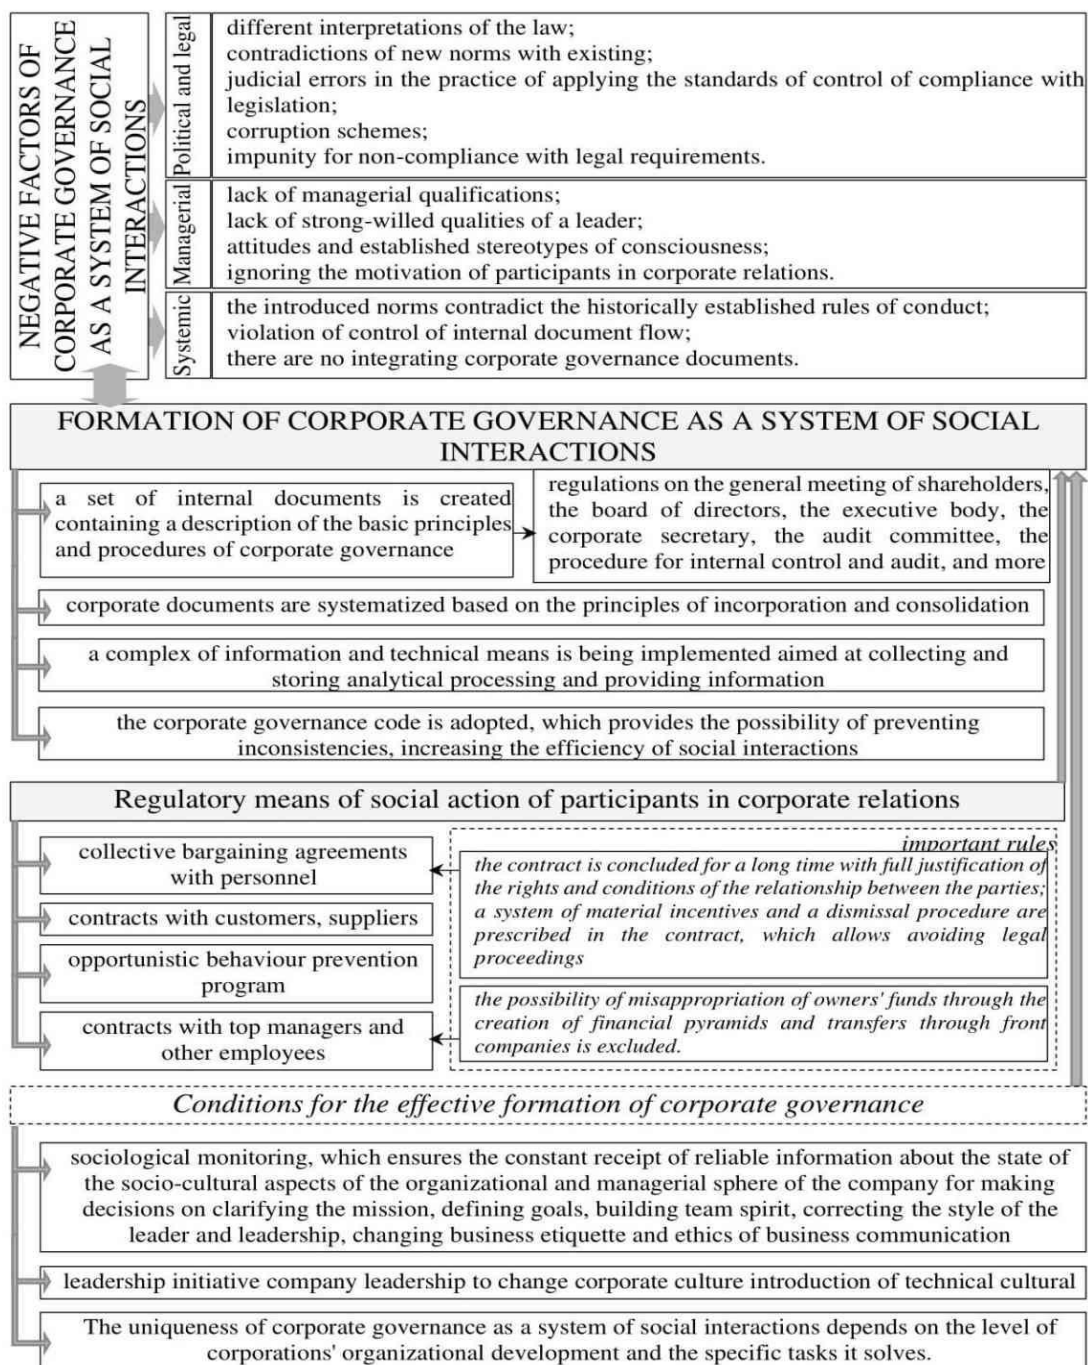 NEGATIVE FACTORS OF
CORPORATE GOVERNANCE
AS A SYSTEM OF SOCIAL
INTERACTIONS
Political and legal
different interpretations of the law;
contradictions of new norms with existing;
judicial errors in the practice of applying the standards of control of compliance with
legislation;
corruption schemes;
impunity for non-compliance with legal requirements.
Managerial
lack of managerial qualifications;
lack of strong-willed qualities of a leader;
attitudes and established stereotypes of consciousness;
ignoring the motivation of participants in corporate relations.
Systemic
the introduced norms contradict the historically established rules of conduct;
violation of control of internal document flow;
there are no integrating corporate governance documents.
FORMATION OF CORPORATE GOVERNANCE AS A SYSTEM OF SOCIAL
INTERACTIONS
a set of internal documents is created
containing a description of the basic principles
and procedures of corporate governance
regulations on the general meeting of shareholders,
the board of directors, the executive body, the
corporate secretary, the audit committee, the
procedure for internal control and audit, and more
corporate documents are systematized based on the principles of incorporation and consolidation
a complex of information and technical means is being implemented aimed at collecting and
storing analytical processing and providing information
the corporate governance code is adopted, which provides the possibility of preventing
inconsistencies, increasing the efficiency of social interactions
Regulatory means of social action of participants in corporate relations
collective bargaining agreements
with personnel
contracts with customers, suppliers
opportunistic behaviour prevention
program
contracts with top managers and
other employees
important rules
the contract is concluded for a long time with full justification of
the rights and conditions of the relationship between the parties;
a system of material incentives and a dismissal procedure are
prescribed in the contract, which allows avoiding legal
proceedings
the possibility of misappropriation of owners' funds through the
creation of financial pyramids and transfers through front
companies is excluded.
Conditions for the effective formation of corporate governance
sociological monitoring, which ensures the constant receipt of reliable information about the state of
the socio-cultural aspects of the organizational and managerial sphere of the company for making
decisions on clarifying the mission, defining goals, building team spirit, correcting the style of the
leader and leadership, changing business etiquette and ethics of business communication
leadership initiative company leadership to change corporate culture introduction of technical cultural
The uniqueness of corporate governance as a system of social interactions depends on the level of
corporations' organizational development and the specific tasks it solves.